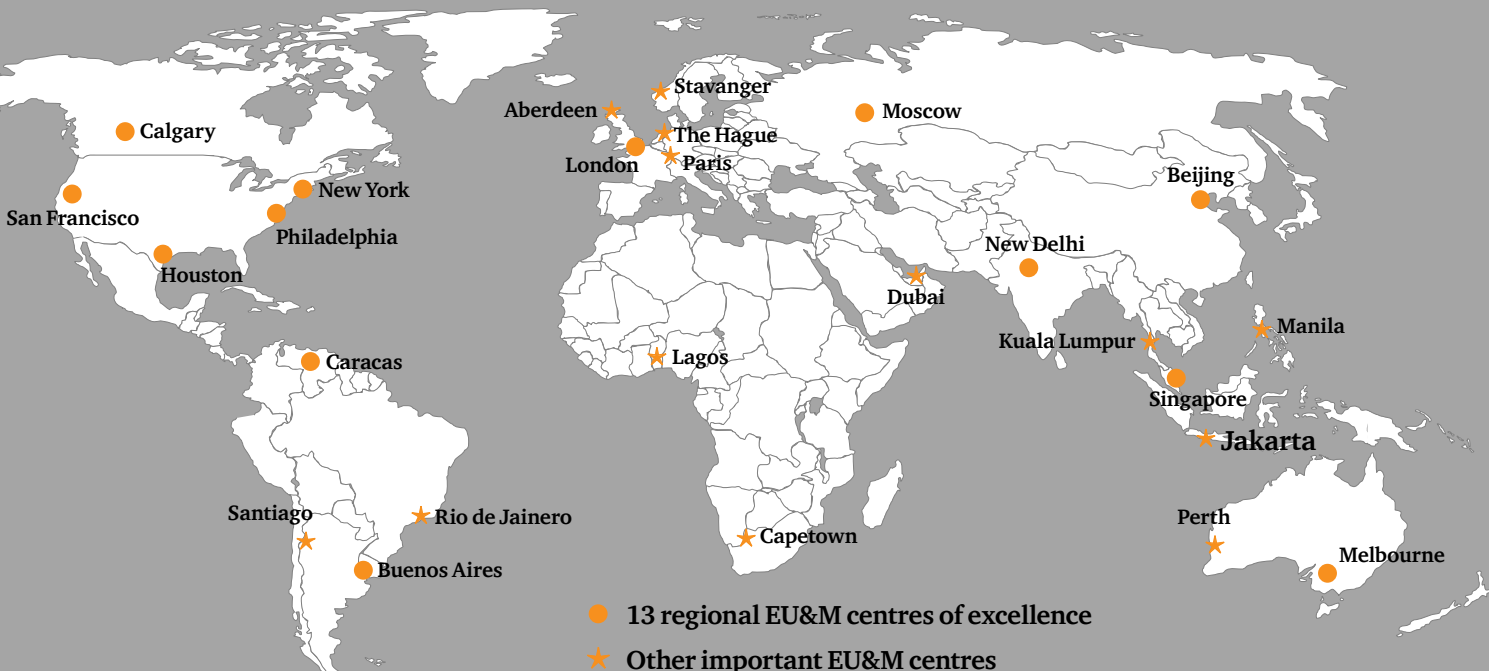 Stavanger
Aberdeen
Moscow
Calgary
The Hague
London
Paris
Beijing
New York
San Francisco
Philadelphia
New Delhi
Houston
Dubai
Manila
Kuala Lumpur
Lagos
Caracas
Singapore
Jakarta
Santiago
Rio de Jainero
Perth
Capetown
Melbourne
Buenos Aires
13 regional EU&M centres of excellence
Other important EU&M centres